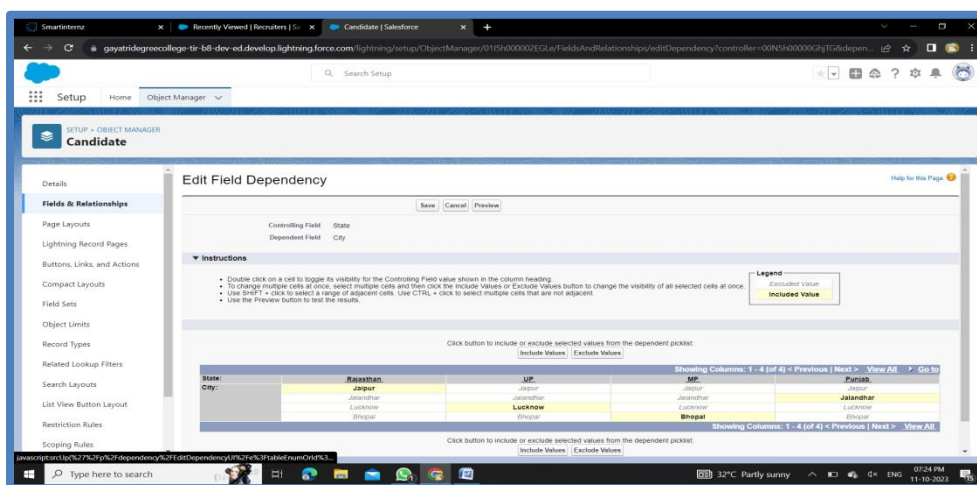 Smartinternz
Recently Viewed | Recruiters | Sa
Candidate | Salesforce
gayatridegreecollege-tir-b8-dev-ed.develop.lightning.force.com/lightning/setup/ObjectManager/01I5h000002EGLe/FieldsAndRelationships/editDependency?controller=00N5h00000GhjTG&depen...
Search Setup
Setup Home Object Manager
SETUP > OBJECT MANAGER
Candidate
Details
Fields & Relationships
Page Layouts
Lightning Record Pages
Buttons, Links, and Actions
Compact Layouts
Field Sets
Object Limits
Record Types
Related Lookup Filters
Search Layouts
List View Button Layout
Restriction Rules
Scoping Rules
Edit Field Dependency
Help for this Page
Save Cancel Preview
Controlling Field State
Dependent Field City
Instructions
Double click on a cell to toggle its visibility for the Controlling Field value shown in the column heading.
To change multiple cells at once, select multiple cells and then click the Include Values or Exclude Values button to change the visibility of all selected cells at once.
Use SHIFT + click to select a range of adjacent cells. Use CTRL + click to select multiple cells that are not adjacent.
Use the Preview button to test the results.
Legend
Excluded Value
Included Value
Click button to include or exclude selected values from the dependent picklist:
Include Values Exclude Values
Showing Columns: 1 - 4 (of 4) < Previous | Next > View All Go to
State: Rajasthan UP MP Punjab
City: Jaipur Jaipur Jaipur Jaipur
Jalandhar Jalandhar Jalandhar Jalandhar
Lucknow Lucknow Lucknow Lucknow
Bhopal Bhopal Bhopal Bhopal
Showing Columns: 1 - 4 (of 4) < Previous | Next > View All
Click button to include or exclude selected values from the dependent picklist:
Include Values Exclude Values
Type here to search
32°C Partly sunny
ENG
07:24 PM
11-10-2023